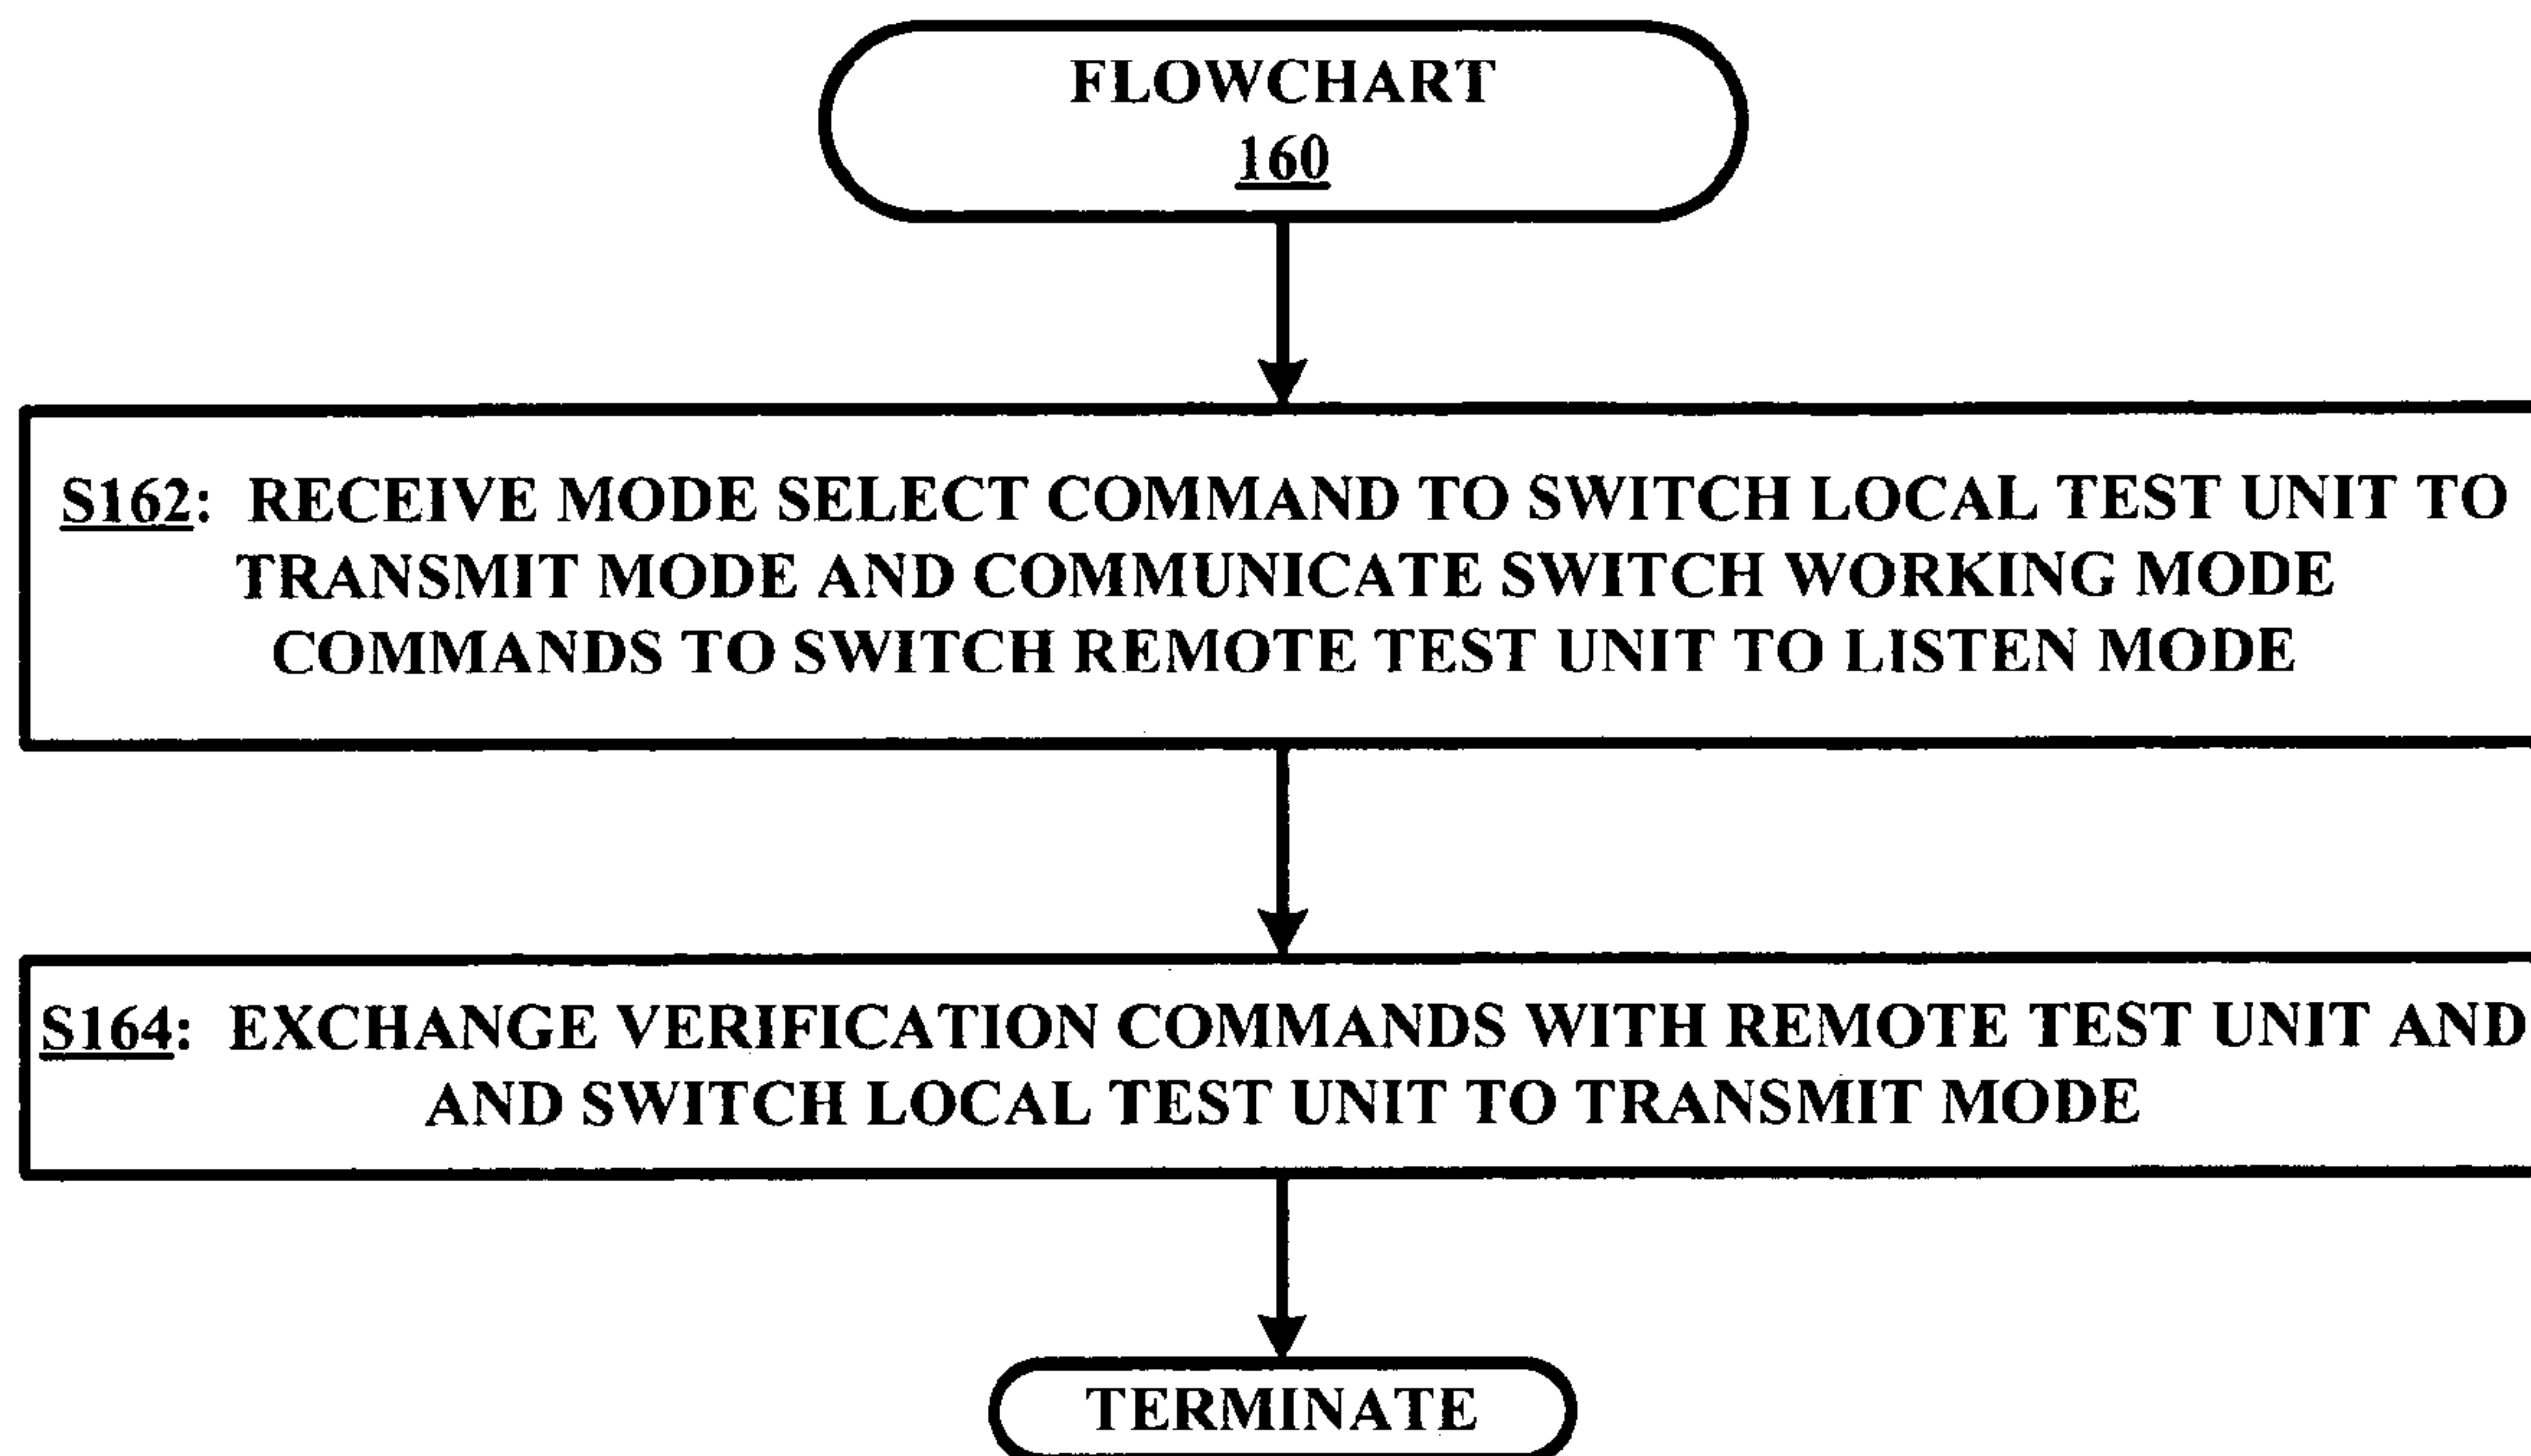 FLOWCHART
160
S162: RECEIVE MODE SELECT COMMAND TO SWITCH LOCAL TEST UNIT TO
TRANSMIT MODE AND COMMUNICATE SWITCH WORKING MODE
COMMANDS TO SWITCH REMOTE TEST UNIT TO LISTEN MODE
S164: EXCHANGE VERIFICATION COMMANDS WITH REMOTE TEST UNIT AND
AND SWITCH LOCAL TEST UNIT TO TRANSMIT MODE
TERMINATE